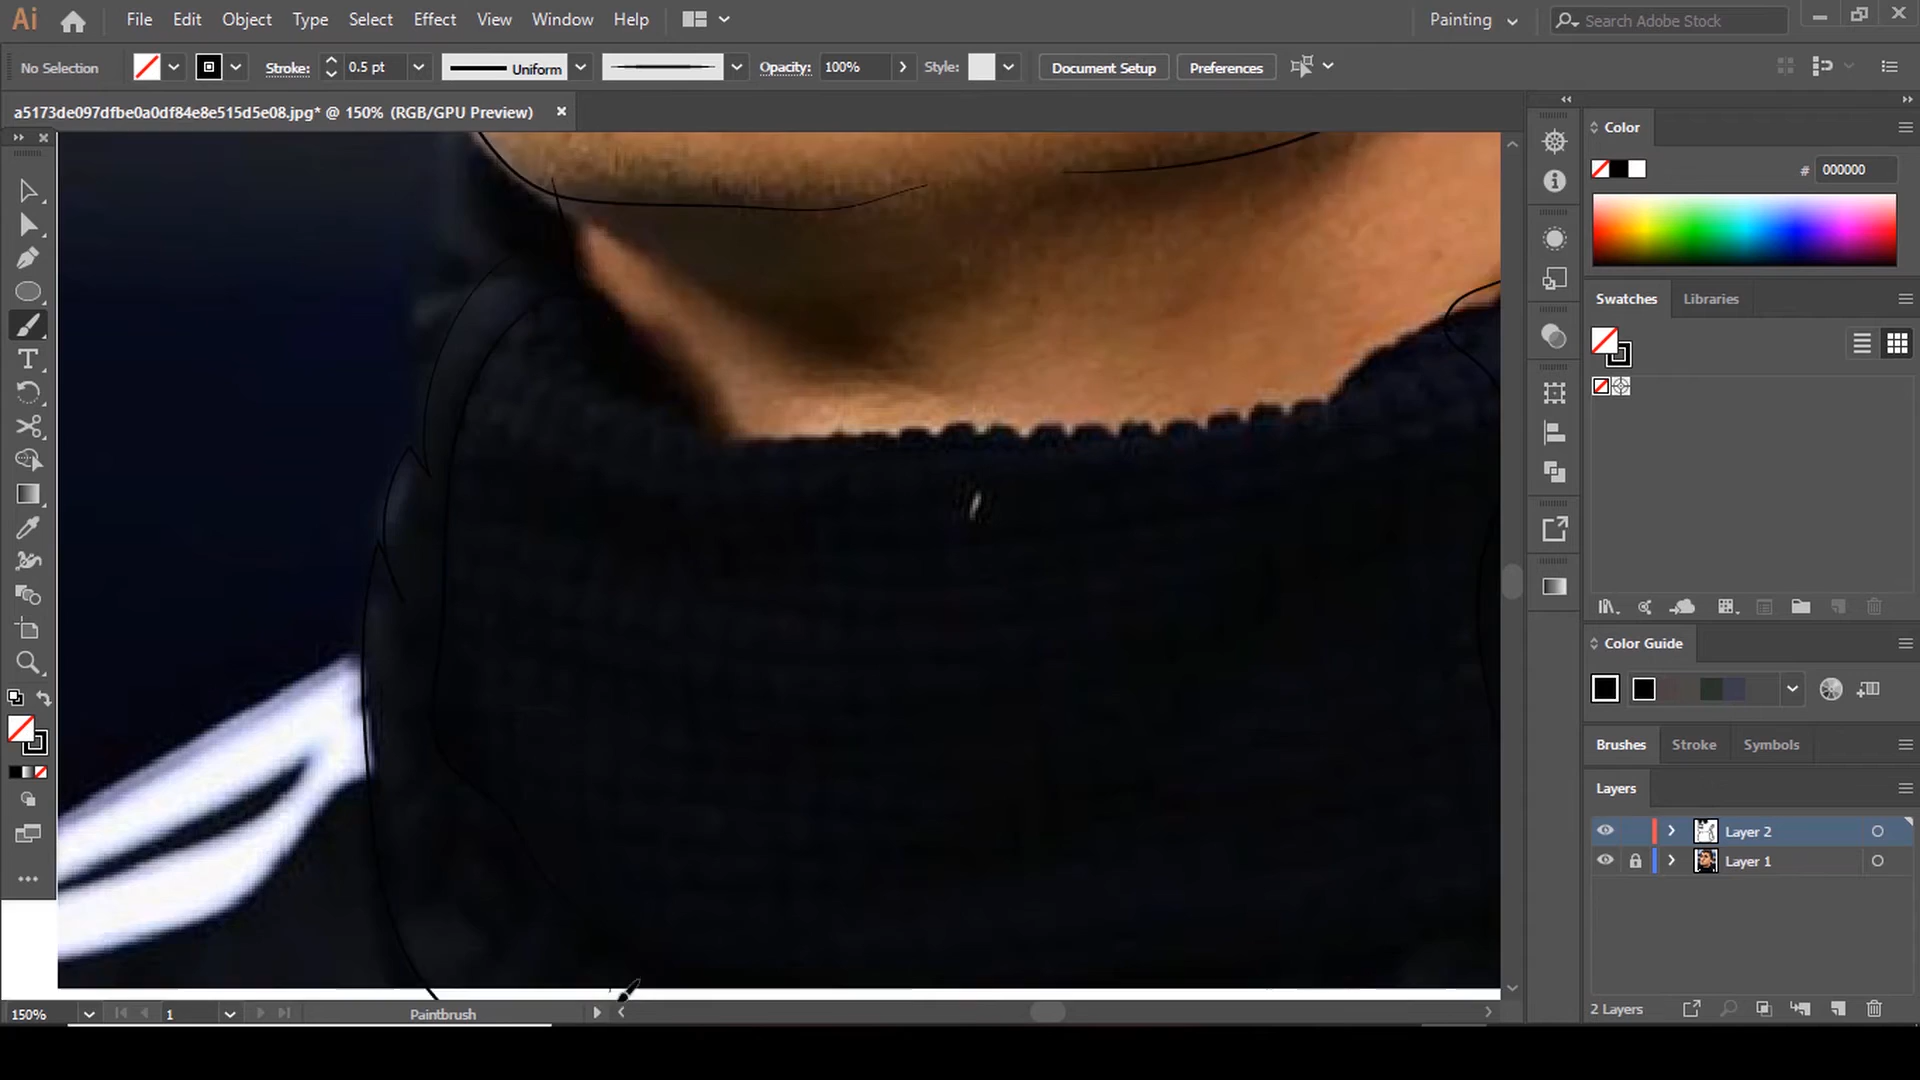 Ai File Edit Object Type Select Effect View Window Help Painting Search Adobe Stock
No Selection Stroke: 0.5 pt Uniform Opacity: 100% Style: Document Setup Preferences
a5173de097dfbe0a0df84e8e515d5e08.jpg* @ 150% (RGB/GPU Preview)
Color
# 000000
Swatches Libraries
Color Guide
Brushes Stroke Symbols
Layers
Layer 2
Layer 1
2 Layers
150% 1 Paintbrush